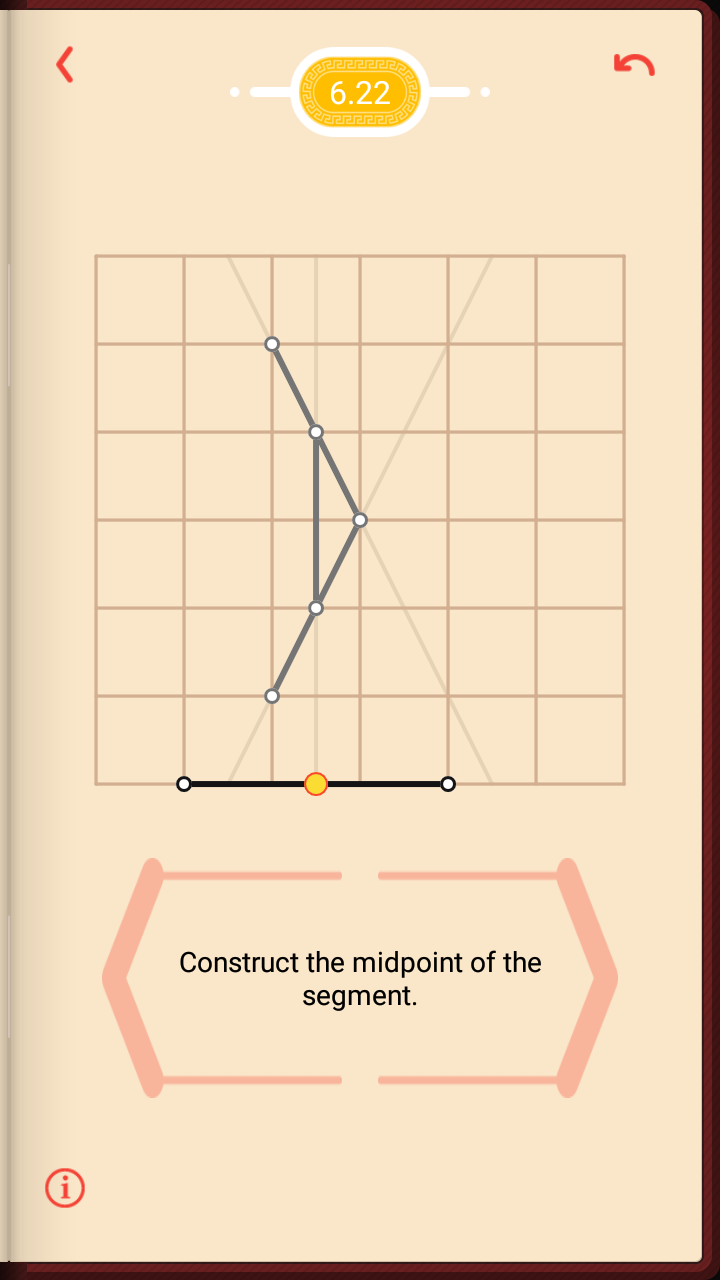 6.22
Construct the midpoint of the
segment.
i